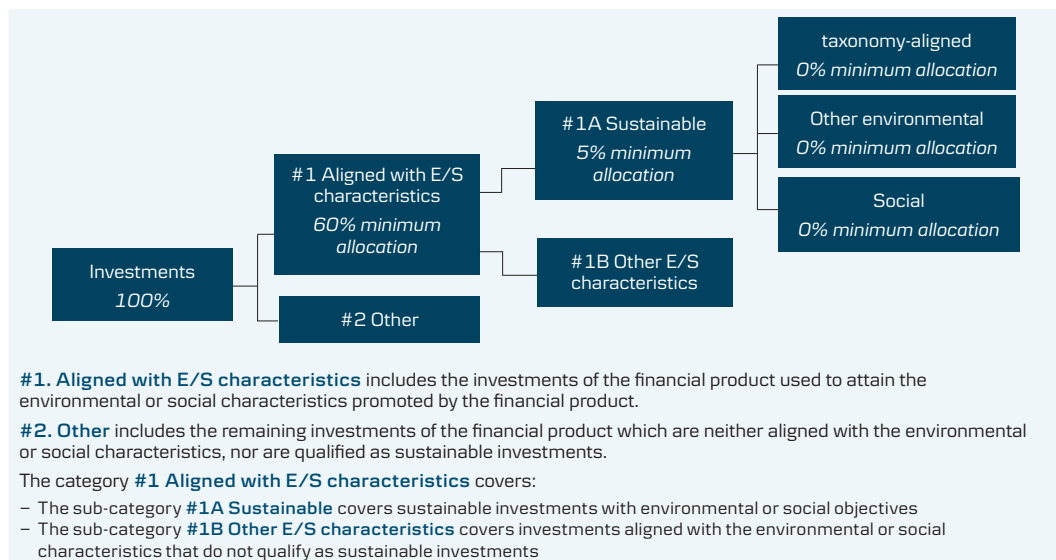 taxonomy-aligned
0% minimum allocation
Other environmental
0% minimum allocation
Social
0% minimum allocation
#1A Sustainable
5% minimum
allocation
#1B Other E/S
characteristics
#1 Aligned with E/S
characteristics
60% minimum
allocation
#2 Other
Investments
100%
#1. Aligned with E/S characteristics includes the investments of the financial product used to attain the
environmental or social characteristics promoted by the financial product.
#2. Other includes the remaining investments of the financial product which are neither aligned with the environmental
or social characteristics, nor are qualified as sustainable investments.
The category #1 Aligned with E/S characteristics covers:
– The sub-category #1A Sustainable covers sustainable investments with environmental or social objectives
– The sub-category #1B Other E/S characteristics covers investments aligned with the environmental or social
characteristics that do not qualify as sustainable investments